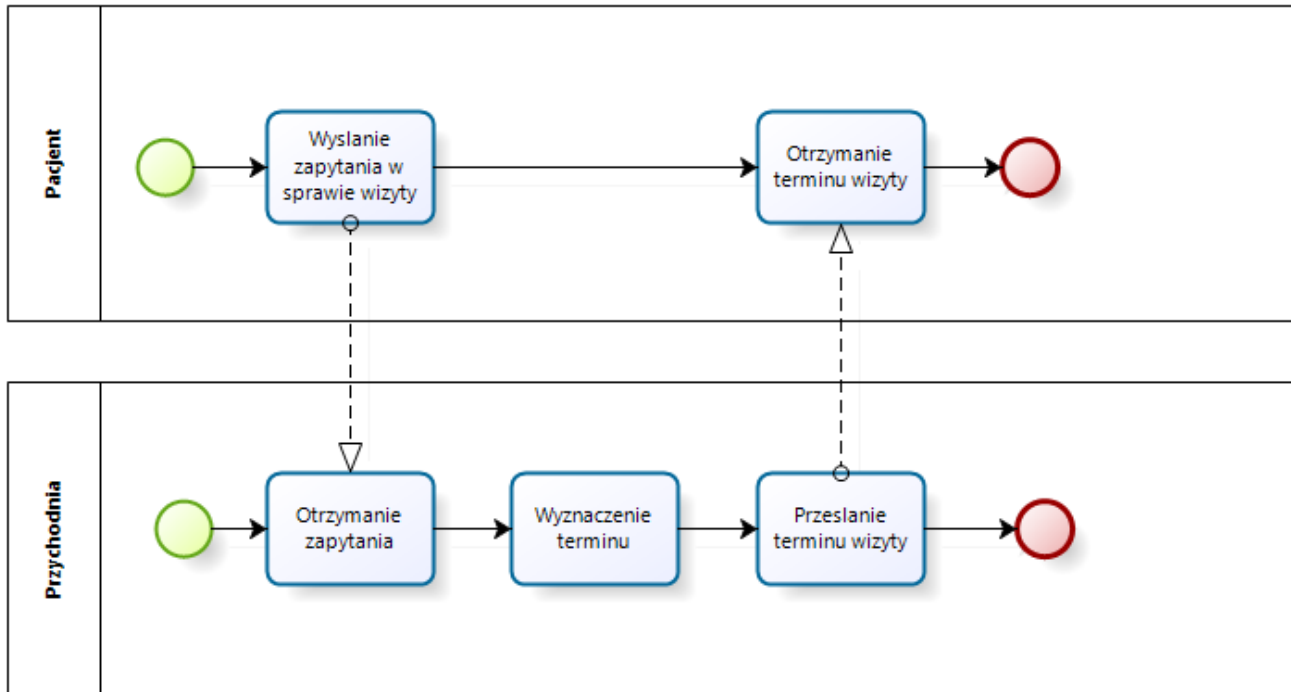 Pacjent
Wyslanie
zapytania w
sprawie wizyty
Otrzymanie
terminu wizyty
Przychodnia
Otrzymanie
zapytania
Wyznaczenie
terminu
Przeslanie
terminu wizyty